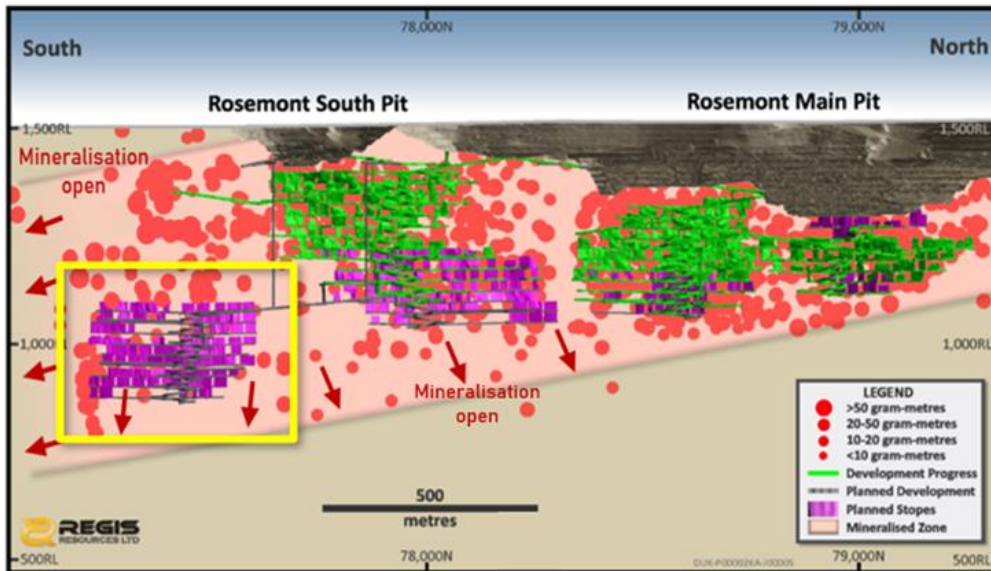 78,000N
79,000N
South
North
Rosemont South Pit
Rosemont Main Pit
1,500RL
1,500RL
Mineralisation
open
1,000RL
1,000RL
Mineralisation
open
LEGEND
>50 gram-metres
20-50 gram-metres
10-20 gram-metres
<10 gram-metres
Development Progress
Planned Development
Planned Stopes
Mineralised Zone
500
metres
REGIS
RESOURCES LTD
500RL
78,000N
79,000N
500RL